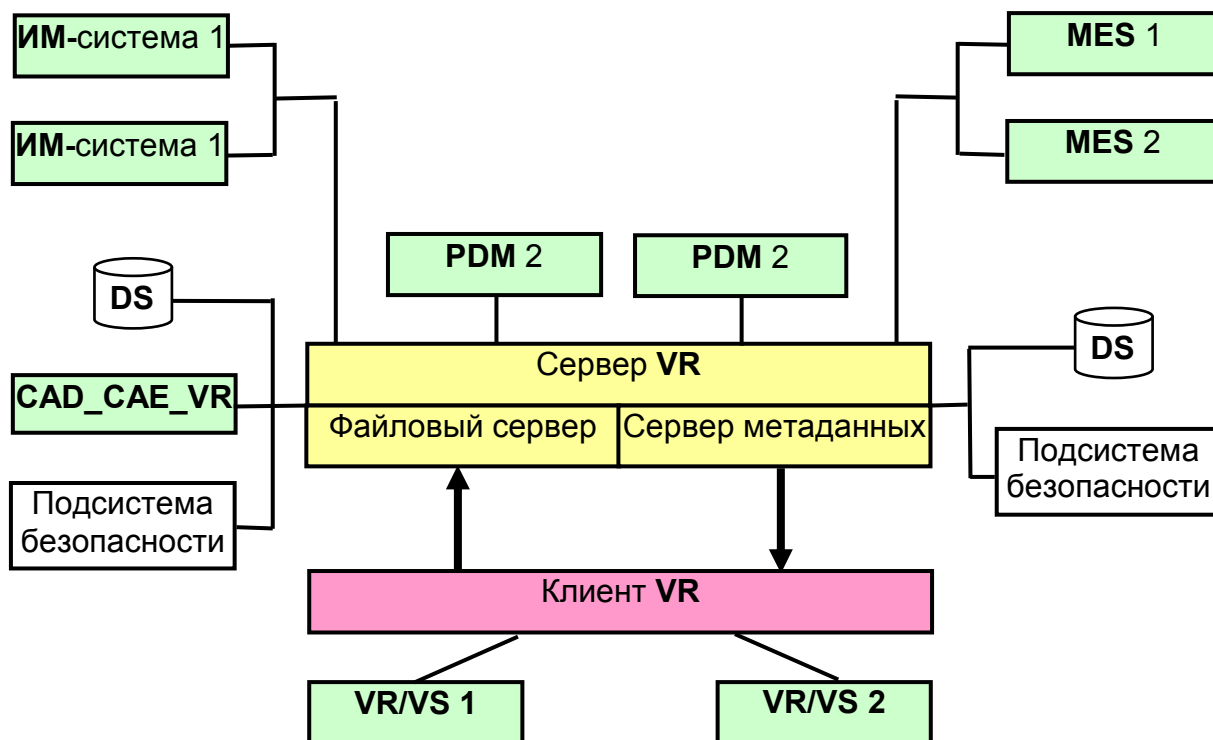 ИМ-система 1
MES 1
ИМ-система 1
MES 2
PDM 2
PDM 2
DS
DS
Сервер VR
CAD_CAE_VR
Файловый сервер
Сервер метаданных
Подсистема
безопасности
Подсистема
безопасности
Клиент VR
VR/VS 1
VR/VS 2